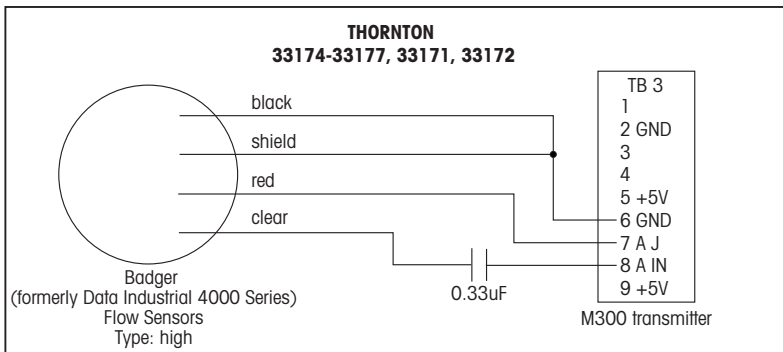 THORNTON
33174-33177, 33171, 33172
black
shield
red
clear
0.33uF
Badger
(formerly Data Industrial 4000 Series)
Flow Sensors
Type: high
TB 3
1
2 GND
3
4
5 +5V
6 GND
7 A J
8 A IN
9 +5V
M300 transmitter